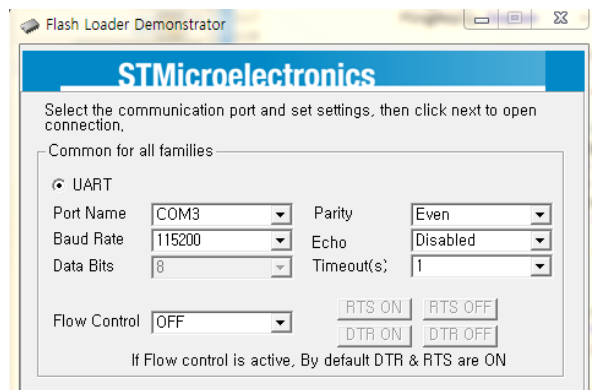 Flash Loader Demonstrator
STMicroelectronics
Select the communication port and set settings, then click next to open
connection,
Common for all families
UART
Port Name COM3 Parity Even
Baud Rate 115200 Echo Disabled
Data Bits 8 Timeout(s) 1
Flow Control OFF RTS ON RTS OFF
DTR ON DTR OFF
If Flow control is active, By default DTR & RTS are ON